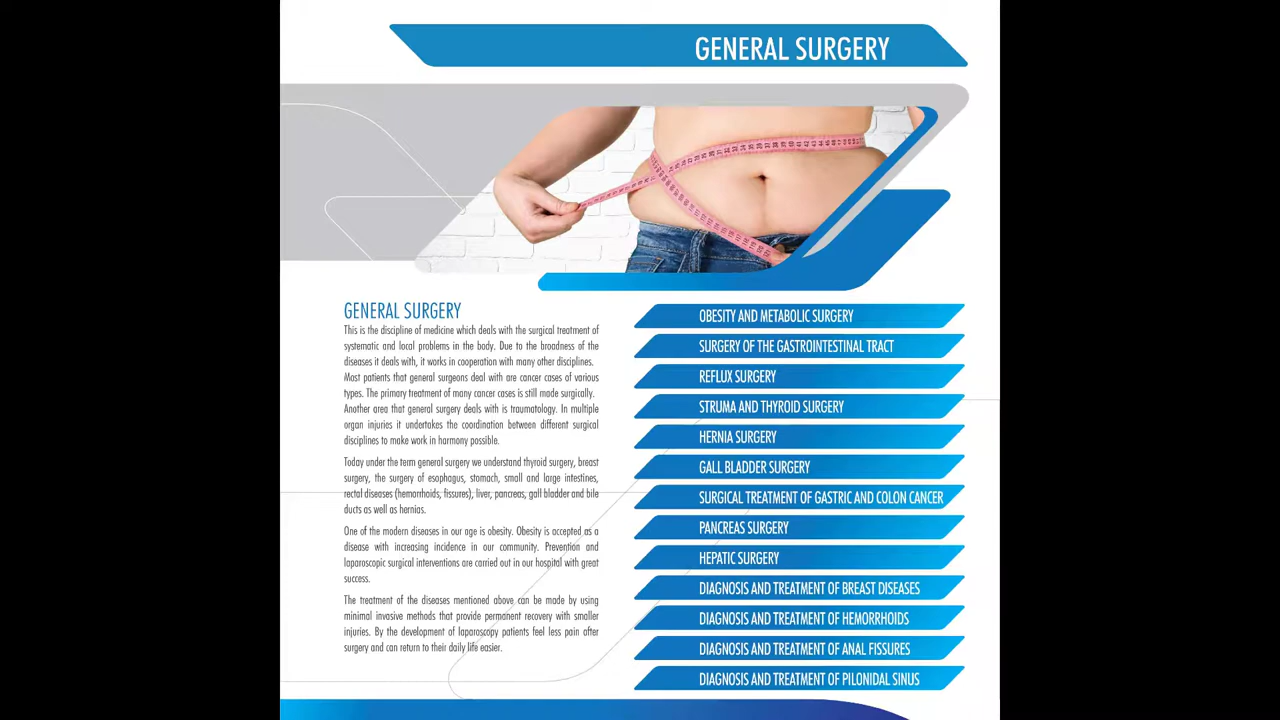 GENERAL SURGERY
GENERAL SURGERY
This is the discipline of medicine which deals with the surgical treatment of
systematic and local problems in the body. Due to the broadness of the
diseases it deals with, it works in cooperation with many other disciplines.
Most patients that general surgeons deal with are cancer cases of various
types. The primary treatment of many cancer cases is still made surgically.
Another area that general surgery deals with is traumatology. In multiple
organ injuries it undertakes the coordination between different surgical
disciplines to make work in harmony possible.
Today under the term general surgery we understand thyroid surgery, breast
surgery, the surgery of esophagus, stomach, small and large intestines,
rectal diseases (hemorrhoids, fissures), liver, pancreas, gall bladder and bile
ducts as well as hernias.
One of the modern diseases in our age is obesity. Obesity is accepted as a
disease with increasing incidence in our community. Prevention and
laparoscopic surgical interventions are carried out in our hospital with great
success.
The treatment of the diseases mentioned above can be made by using
minimal invasive methods that provide permanent recovery with smaller
injuries. By the development of laparoscopy patients feel less pain after
surgery and can return to their daily life easier.
OBESITY AND METABOLIC SURGERY
SURGERY OF THE GASTROINTESTINAL TRACT
REFLUX SURGERY
STRUMA AND THYROID SURGERY
HERNIA SURGERY
GALL BLADDER SURGERY
SURGICAL TREATMENT OF GASTRIC AND COLON CANCER
PANCREAS SURGERY
HEPATIC SURGERY
DIAGNOSIS AND TREATMENT OF BREAST DISEASES
DIAGNOSIS AND TREATMENT OF HEMORRHOIDS
DIAGNOSIS AND TREATMENT OF ANAL FISSURES
DIAGNOSIS AND TREATMENT OF PILONIDAL SINUS